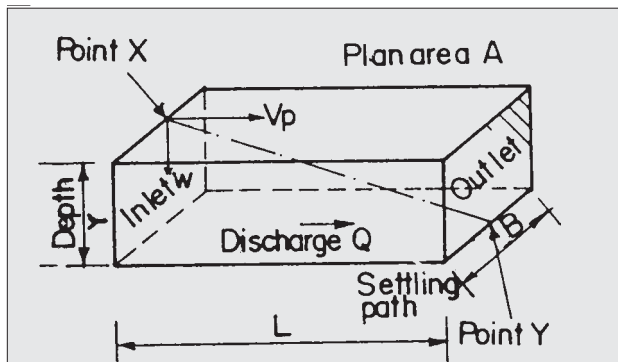 Point X
Plan area A
Vp
w
Inlet
Outlet
Depth
Y
Discharge Q
B
Settling
path
L
Point Y